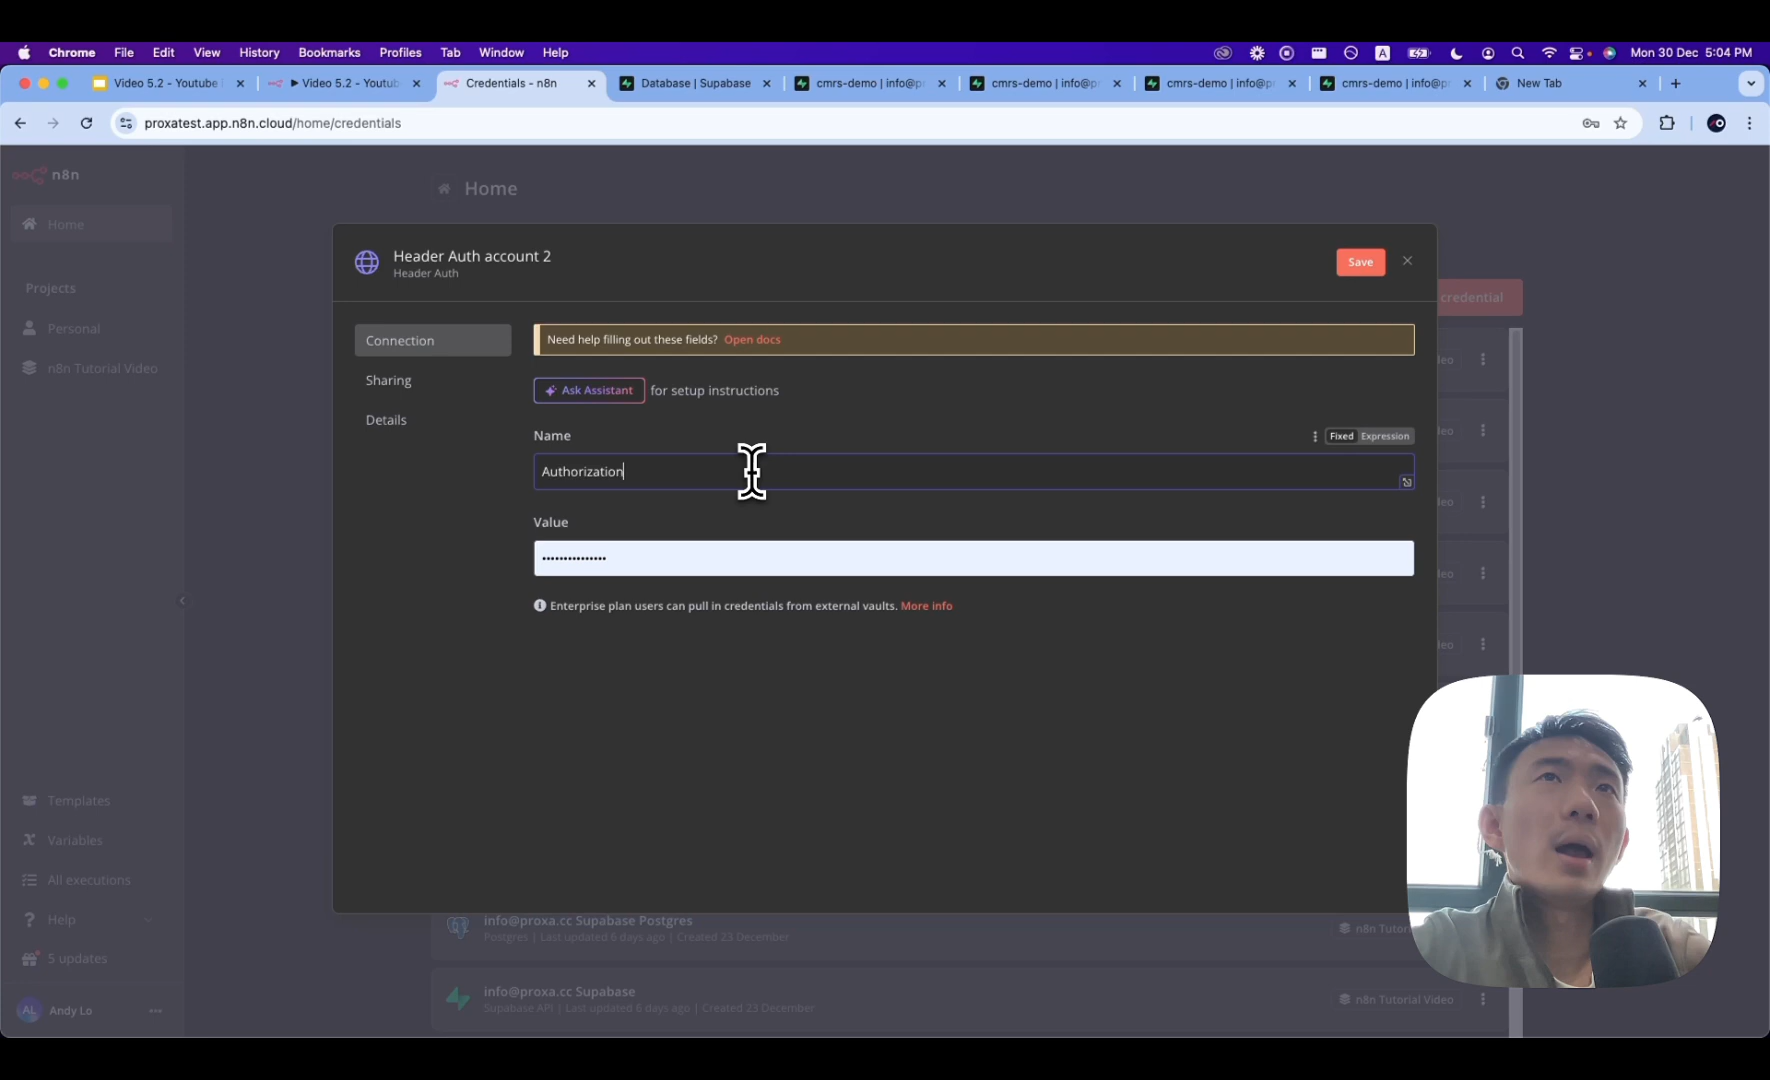 Chrome File Edit View History Bookmarks Profiles Tab Window Help A Mon 30 Dec 5:04 PM
Video 5.2 - Youtube Video 5.2 - Youtub Credentials - n8n Database | Supabase cmrs-demo | info@p cmrs-demo | info@p cmrs-demo | info@p cmrs-demo | info@p New Tab
proxatest.app.n8n.cloud/home/credentials
n8n
Home
Home
Projects
Personal
n8n Tutorial Video
Header Auth account 2
Header Auth
Save
credential
Connection
Sharing
Details
Need help filling out these fields? Open docs
Ask Assistant for setup instructions
Name
Fixed Expression
Authorization
Value
•••••••••••••••
Enterprise plan users can pull in credentials from external vaults. More info
Templates
Variables
All executions
Help
5 updates
AL Andy Lo
info@proxa.cc Supabase Postgres
Postgres | Last updated 6 days ago | Created 23 December
n8n Tutor
info@proxa.cc Supabase
Supabase API | Last updated 6 days ago | Created 23 December
n8n Tutorial Video